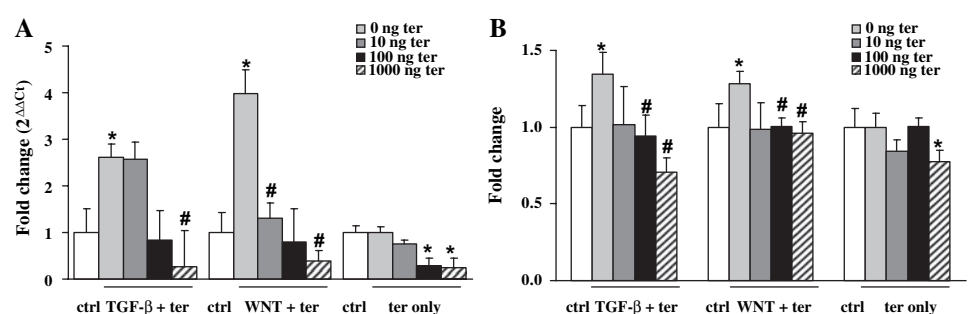 A
Fold change (2ΔΔCt)
5
4
3
2
1
0
0 ng ter
10 ng ter
100 ng ter
1000 ng ter
*
#
*
#
#
*
*
ctrl TGF-β + ter
ctrl WNT + ter
ctrl ter only
B
Fold change
1.5
1.0
0.5
0.0
0 ng ter
10 ng ter
100 ng ter
1000 ng ter
*
#
#
*
#
#
*
ctrl TGF-β + ter
ctrl WNT + ter
ctrl ter only